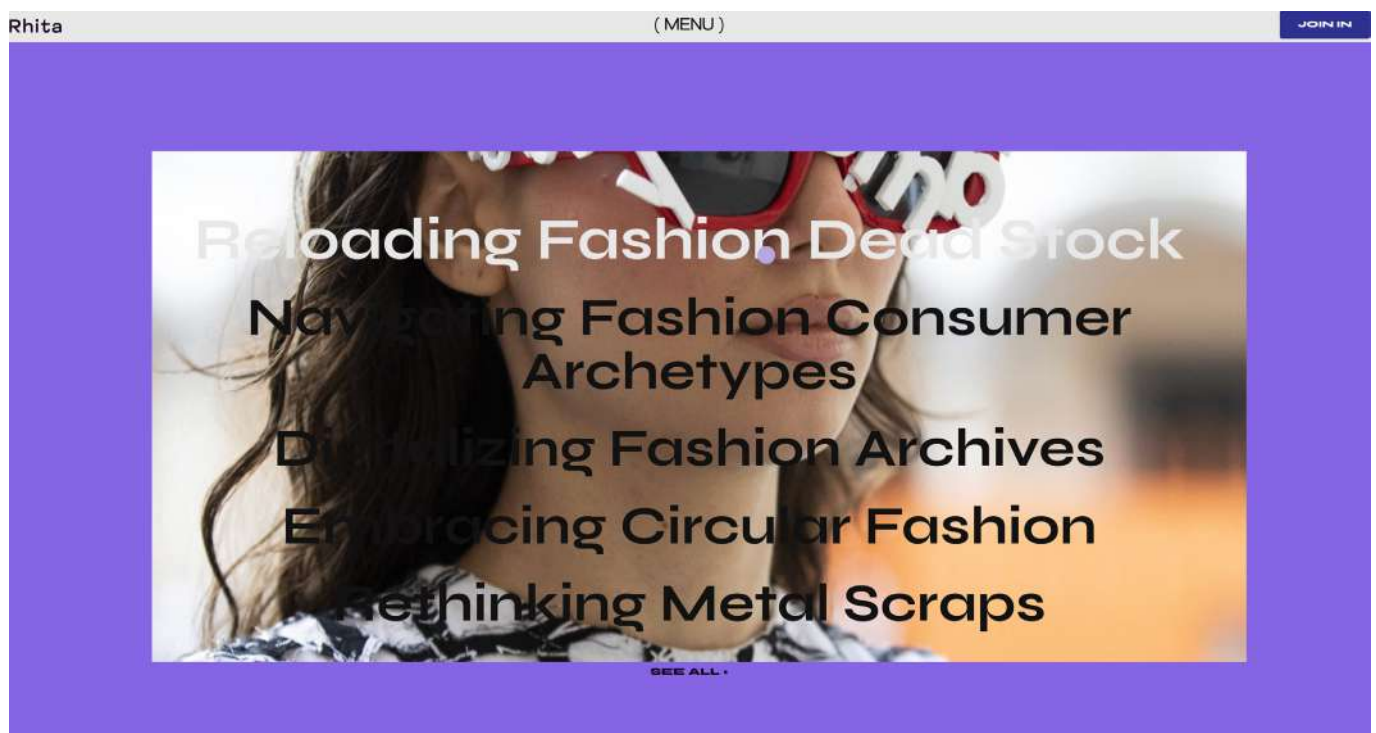 Rhita
( MENU )
JOIN IN
Reloading Fashion Dead Stock
Navigating Fashion Consumer
Archetypes
Digitalizing Fashion Archives
Embracing Circular Fashion
Rethinking Metal Scraps
SEE ALL •